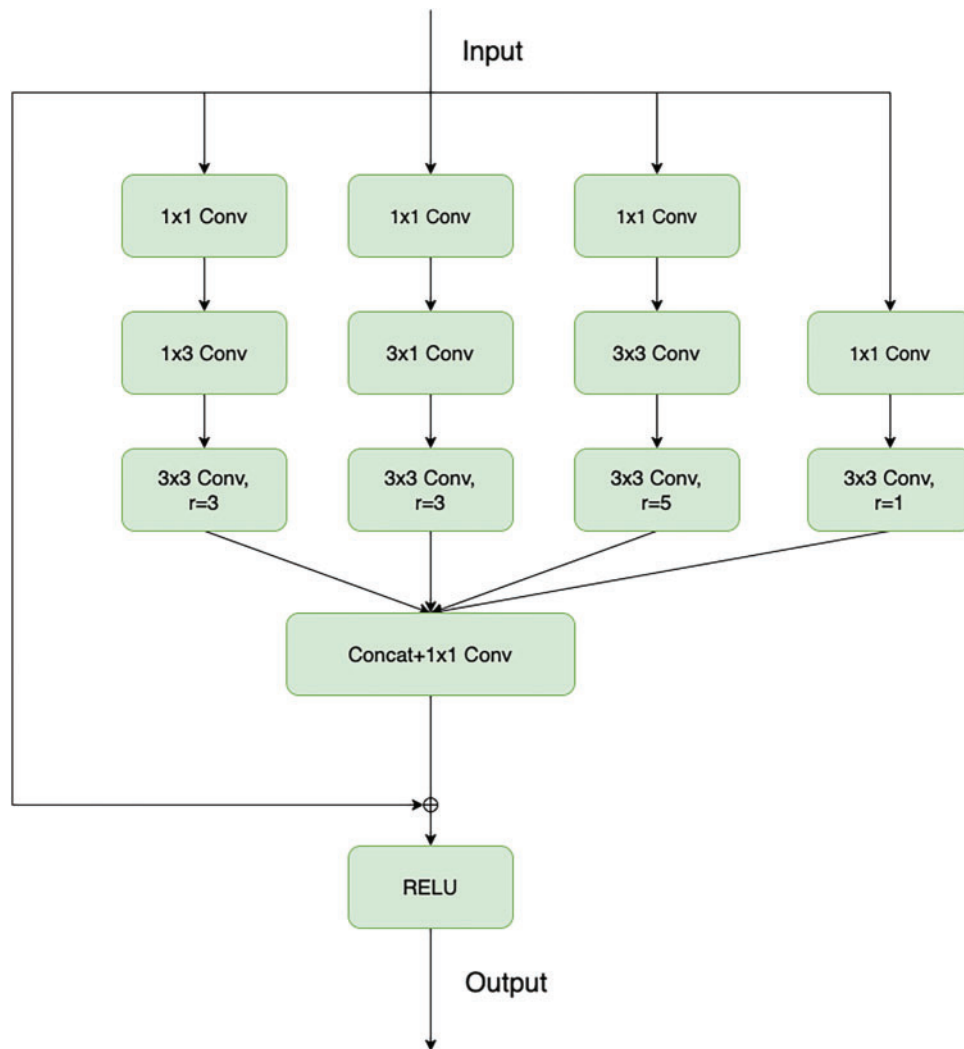 Input
1x1 Conv
1x1 Conv
1x1 Conv
1x3 Conv
3x1 Conv
3x3 Conv
1x1 Conv
3x3 Conv,
r=3
3x3 Conv,
r=3
3x3 Conv,
r=5
3x3 Conv,
r=1
Concat+1x1 Conv
RELU
Output